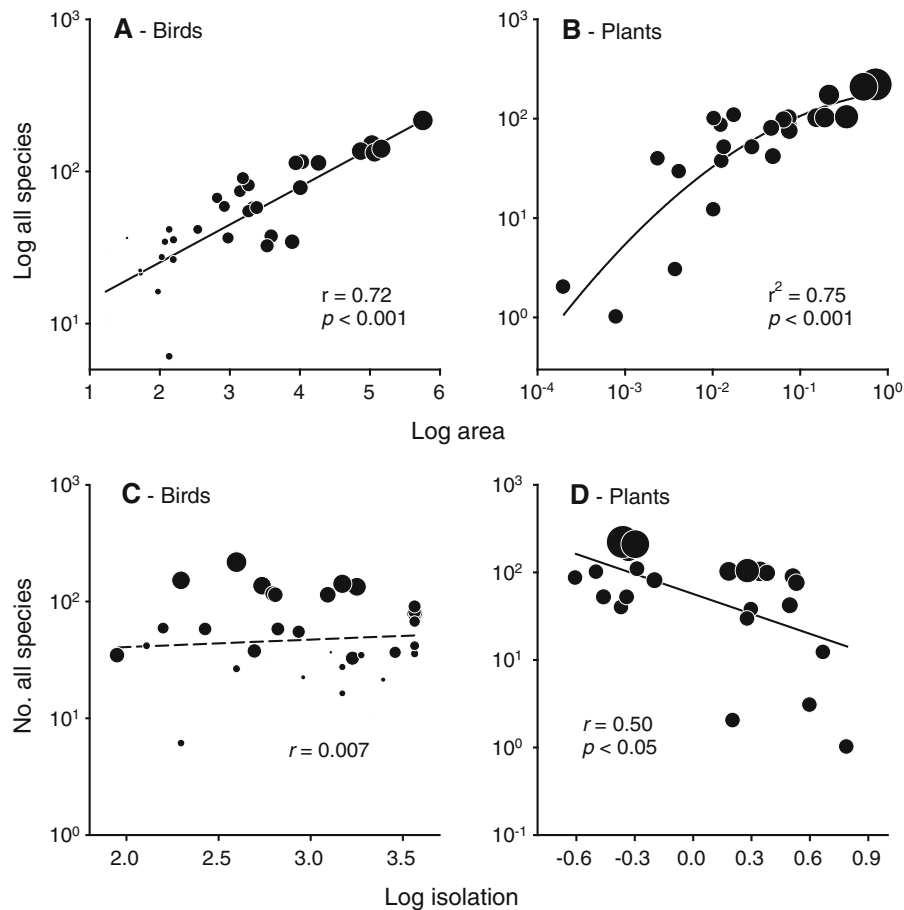 A - Birds
B - Plants
Log all species
10³
10²
10¹
r = 0.72
p < 0.001
1 2 3 4 5 6
10³
10²
10¹
10⁰
r² = 0.75
p < 0.001
10⁻⁴ 10⁻³ 10⁻² 10⁻¹ 10⁰
Log area
C - Birds
D - Plants
No. all species
10³
10²
10¹
10⁰
r = 0.007
2.0 2.5 3.0 3.5
10³
10²
10¹
10⁰
10⁻¹
r = 0.50
p < 0.05
-0.6 -0.3 0.0 0.3 0.6 0.9
Log isolation